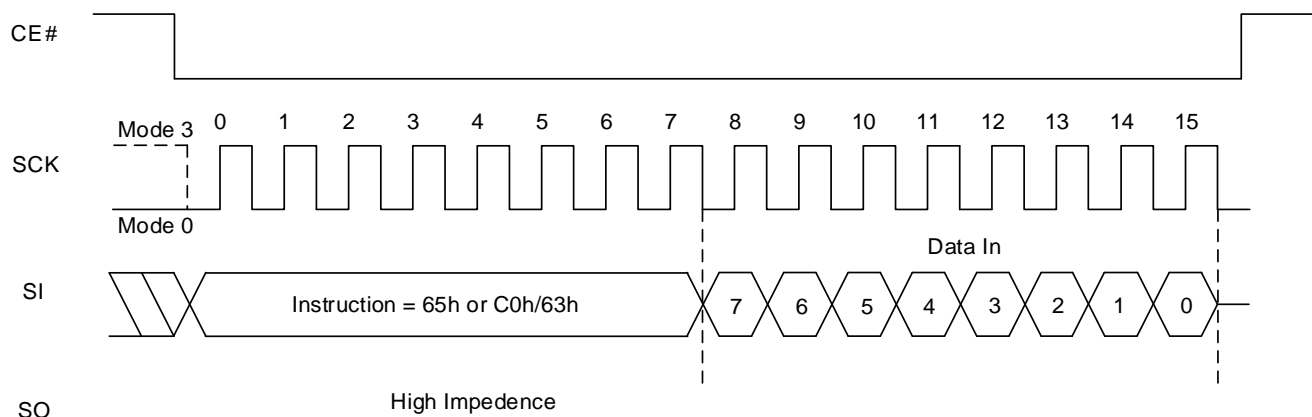 CE#
Mode 3 0 1 2 3 4 5 6 7 8 9 10 11 12 13 14 15
SCK
Mode 0
Data In
SI Instruction = 65h or C0h/63h 7 6 5 4 3 2 1 0
High Impedence
SO